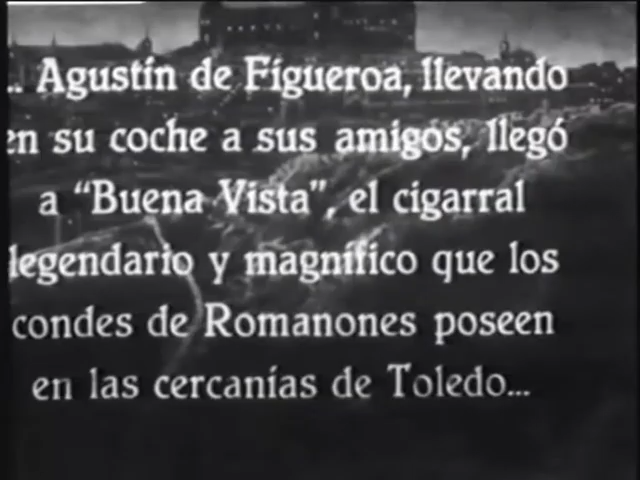 .. Agustín de Figueroa, llevando
en su coche a sus amigos, llegó
a "Buena Vista", el cigarral
legendario y magnífico que los
condes de Romanones poseen
en las cercanías de Toledo...